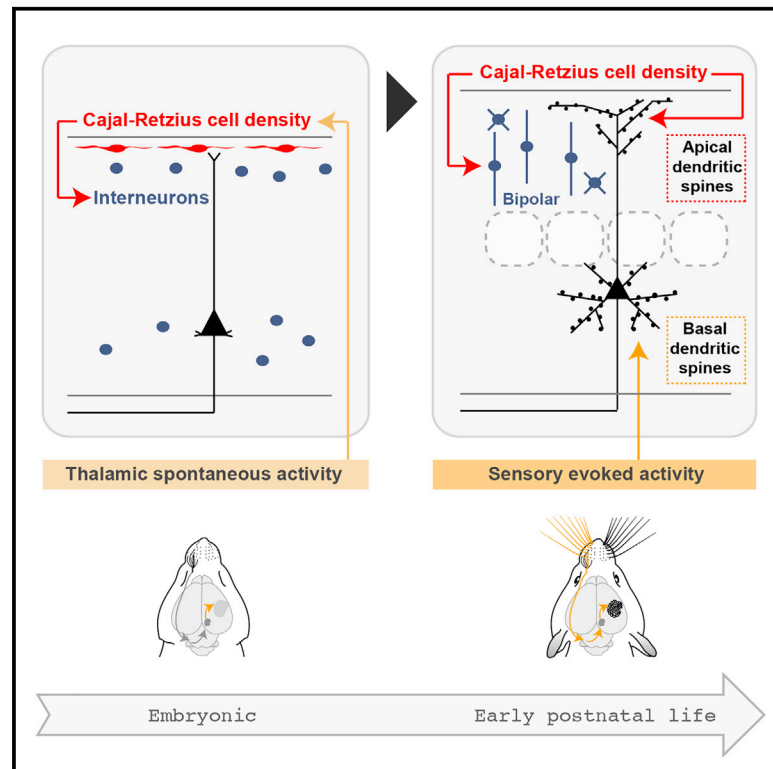 Cajal-Retzius cell density
Interneurons
Thalamic spontaneous activity
Cajal-Retzius cell density
Bipolar
Apical
dendritic
spines
Basal
dendritic
spines
Sensory evoked activity
Embryonic
Early postnatal life